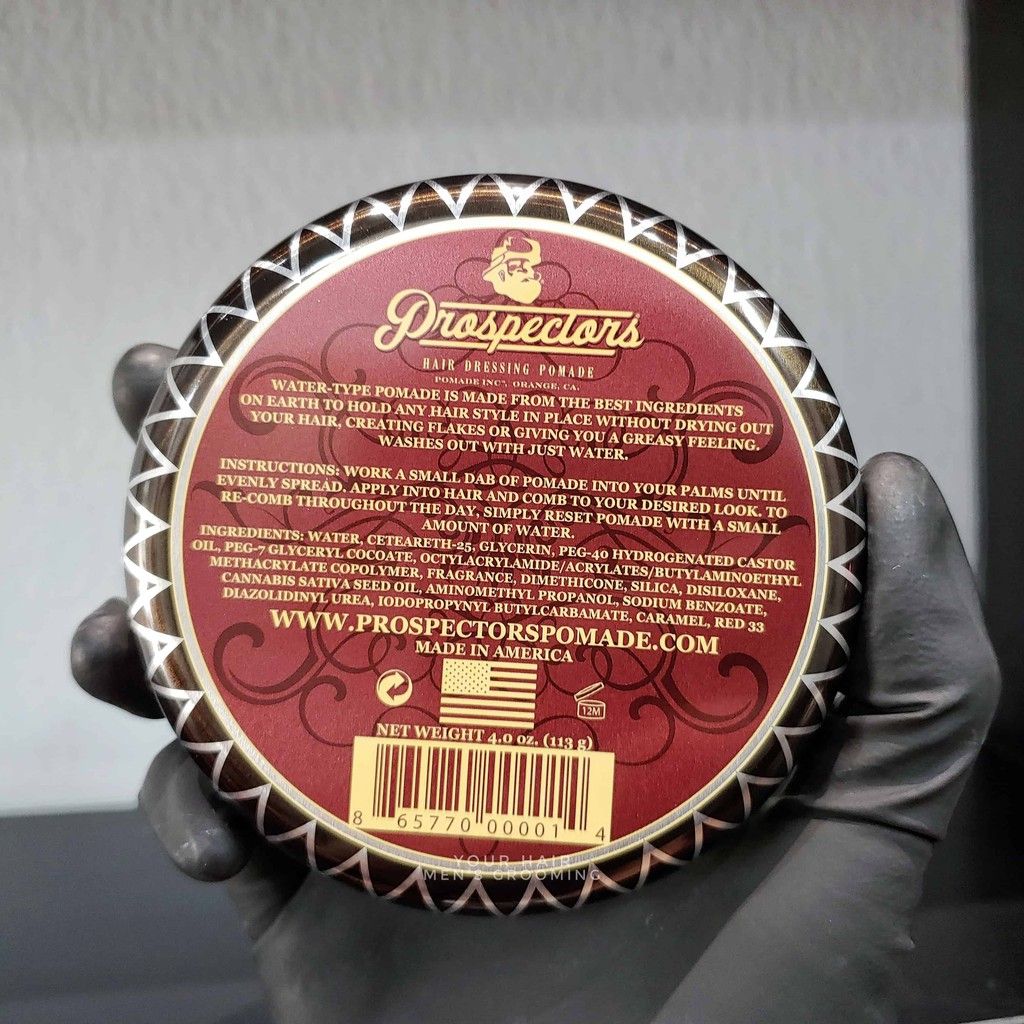 Prospectors
HAIR DRESSING POMADE
POMADE INC™. ORANGE, CA.
WATER-TYPE POMADE IS MADE FROM THE BEST INGREDIENTS
ON EARTH TO HOLD ANY HAIR STYLE IN PLACE WITHOUT DRYING OUT
YOUR HAIR, CREATING FLAKES OR GIVING YOU A GREASY FEELING.
WASHES OUT WITH JUST WATER.
INSTRUCTIONS: WORK A SMALL DAB OF POMADE INTO YOUR PALMS UNTIL
EVENLY SPREAD. APPLY INTO HAIR AND COMB TO YOUR DESIRED LOOK. TO
RE-COMB THROUGHOUT THE DAY, SIMPLY RESET POMADE WITH A SMALL
AMOUNT OF WATER.
INGREDIENTS: WATER, CETEARETH-25, GLYCERIN, PEG-40 HYDROGENATED CASTOR
OIL, PEG-7 GLYCERYL COCOATE, OCTYLACRYLAMIDE/ACRYLATES/BUTYLAMINOETHYL
METHACRYLATE COPOLYMER, FRAGRANCE, DIMETHICONE, SILICA, DISILOXANE,
CANNABIS SATIVA SEED OIL, AMINOMETHYL PROPANOL, SODIUM BENZOATE,
DIAZOLIDINYL UREA, IODOPROPYNYL BUTYLCARBAMATE, CARAMEL, RED 33
WWW.PROSPECTORSPOMADE.COM
MADE IN AMERICA
12M
NET WEIGHT 4.0 oz. (113 g)
8 65770 00001 4
YOUR HAIR
MEN'S GROOMING